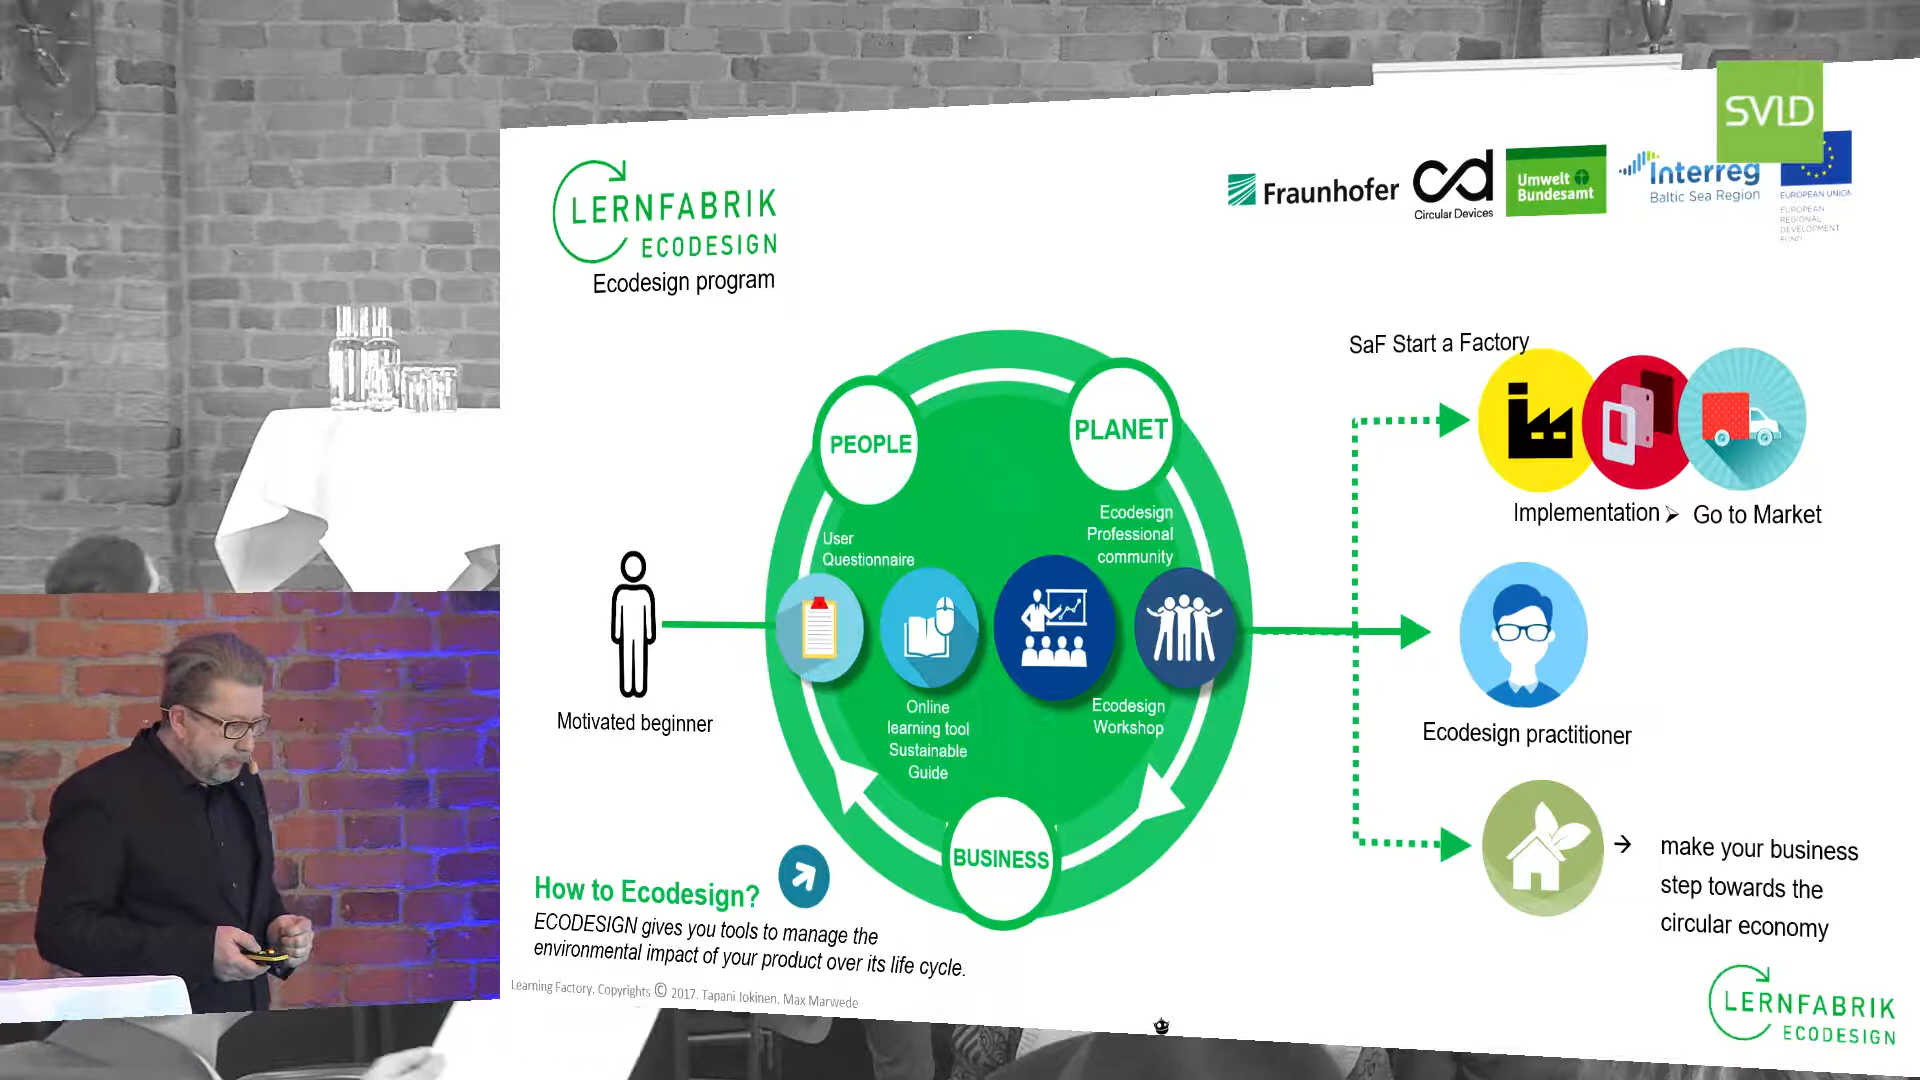 SVID
LERNFABRIK
ECODESIGN
Ecodesign program
Fraunhofer
Circular Devices
Umwelt
Bundesamt
Interreg
Baltic Sea Region
EUROPEAN UNION
EUROPEAN
REGIONAL
DEVELOPMENT
FUND
SaF Start a Factory
PEOPLE
PLANET
Ecodesign
Professional
community
User
Questionnaire
Implementation ➢ Go to Market
Motivated beginner
Online
learning tool
Sustainable
Guide
Ecodesign
Workshop
Ecodesign practitioner
BUSINESS
→ make your business
step towards the
circular economy
How to Ecodesign?
ECODESIGN gives you tools to manage the
environmental impact of your product over its life cycle.
Learning Factory. Copyrights © 2017. Tapani Jokinen. Max Marwede
LERNFABRIK
ECODESIGN